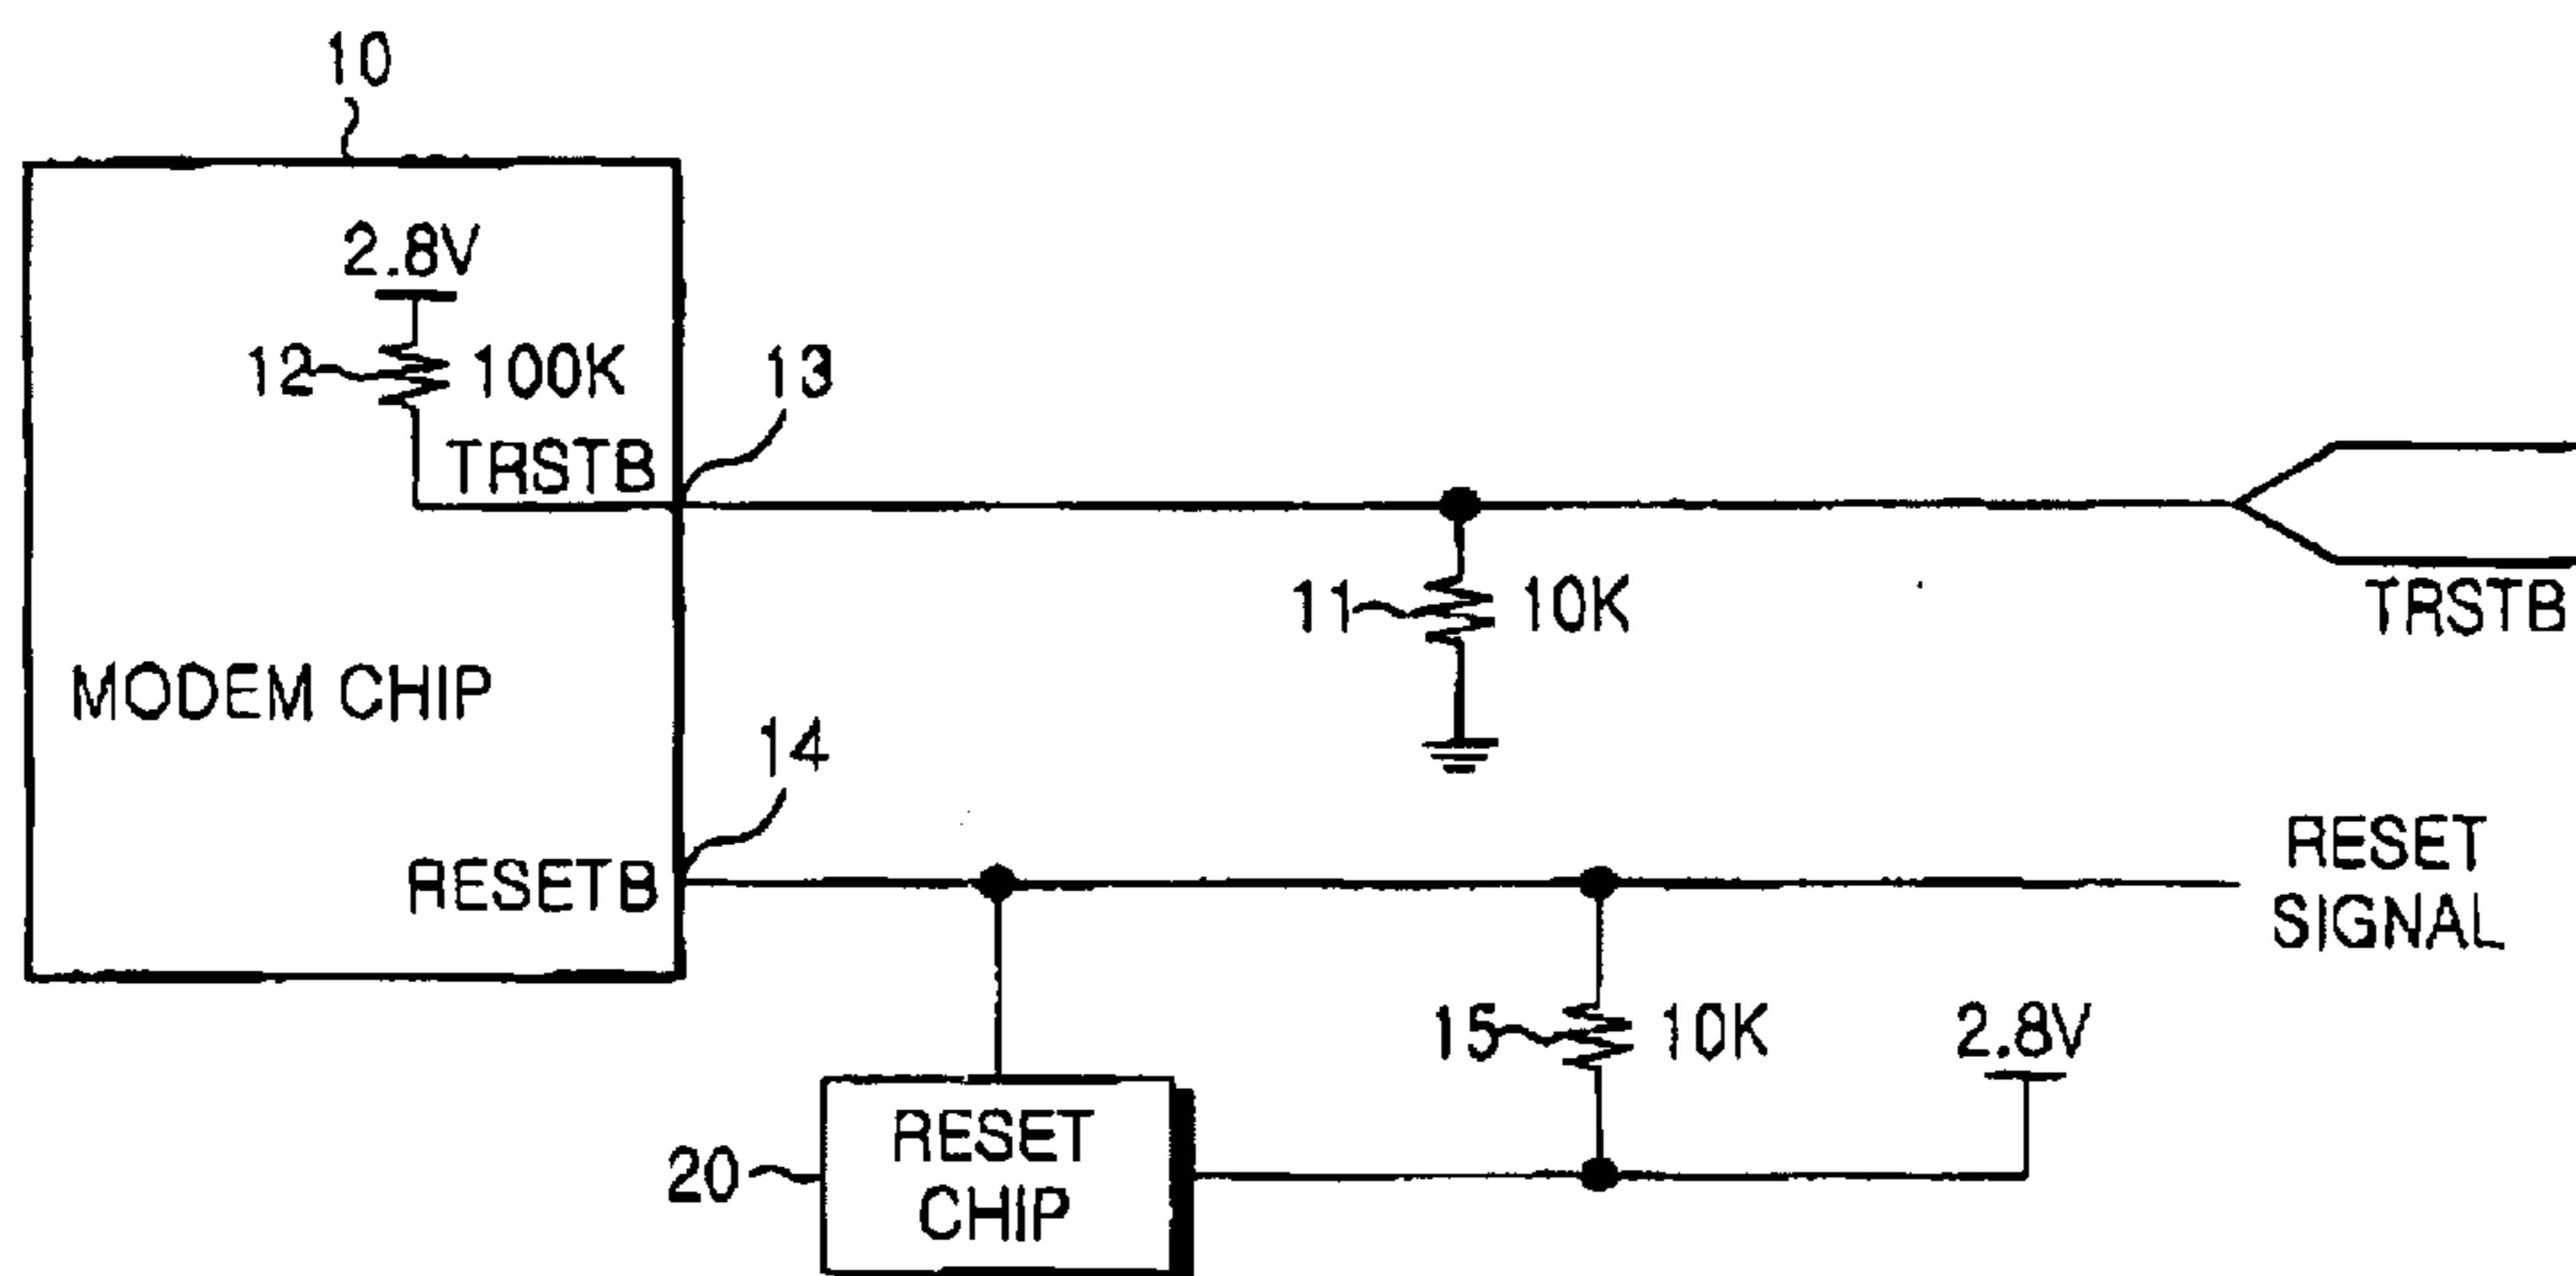 10
2.8V
12 100K
13
TRSTB
11 10K
TRSTB
MODEM CHIP
14
RESETB
RESET
SIGNAL
15 10K
2.8V
20
RESET
CHIP